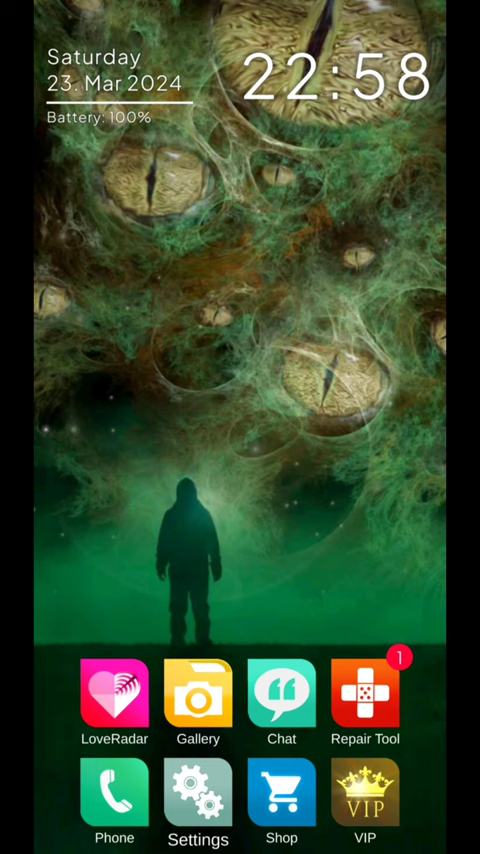 Saturday
23. Mar 2024
22:58
Battery: 100%
1
LoveRadar
Gallery
Chat
Repair Tool
VIP
Phone
Settings
Shop
VIP